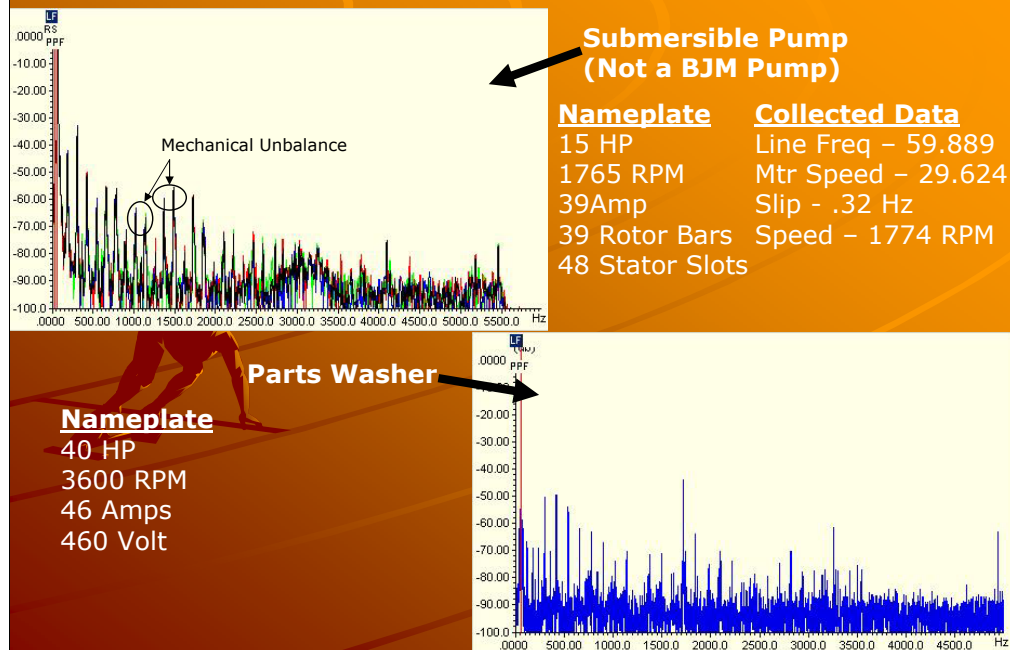 LF
RS
PPF
.0000
-10.00
-20.00
-30.00
-40.00
-50.00
-60.00
-70.00
-80.00
-90.00
-100.0
Mechanical Unbalance
.0000 500.00 1000.0 1500.0 2000.0 2500.0 3000.0 3500.0 4000.0 4500.0 5000.0 5500.0 Hz
Submersible Pump
(Not a BJM Pump)
Nameplate
15 HP
1765 RPM
39Amp
39 Rotor Bars
48 Stator Slots
Collected Data
Line Freq – 59.889
Mtr Speed – 29.624
Slip - .32 Hz
Speed – 1774 RPM
Parts Washer
Nameplate
40 HP
3600 RPM
46 Amps
460 Volt
LF
PPF
.0000
-20.00
-30.00
-40.00
-50.00
-60.00
-70.00
-80.00
-90.00
-100.0
.0000 500.00 1000.0 1500.0 2000.0 2500.0 3000.0 3500.0 4000.0 4500.0 Hz